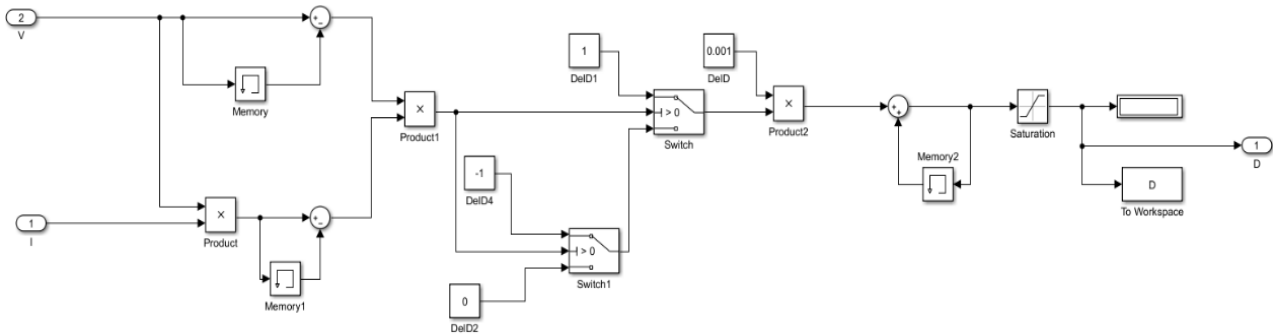 2
V
+
−
Memory
1
I
×
Product
+
−
Memory1
×
Product1
1
DelD1
> 0
Switch
-1
DelD4
> 0
Switch1
0
DelD2
0.001
DelD
×
Product2
+
+
Memory2
Saturation
D
To Workspace
1
D